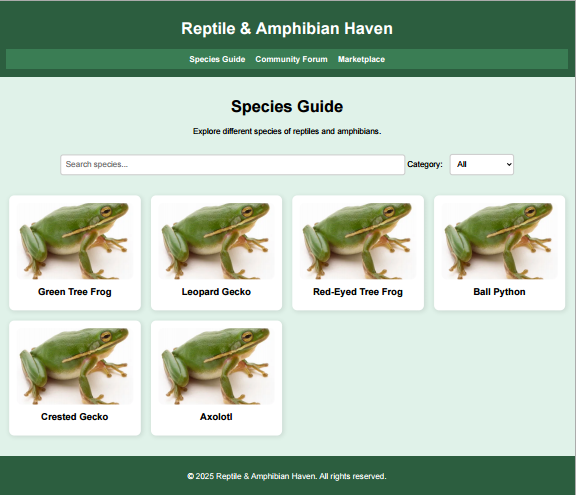 Reptile & Amphibian Haven
Species Guide Community Forum Marketplace
Species Guide
Explore different species of reptiles and amphibians.
Search species... Category: All
Green Tree Frog Leopard Gecko Red-Eyed Tree Frog Ball Python
Crested Gecko Axolotl
© 2025 Reptile & Amphibian Haven. All rights reserved.